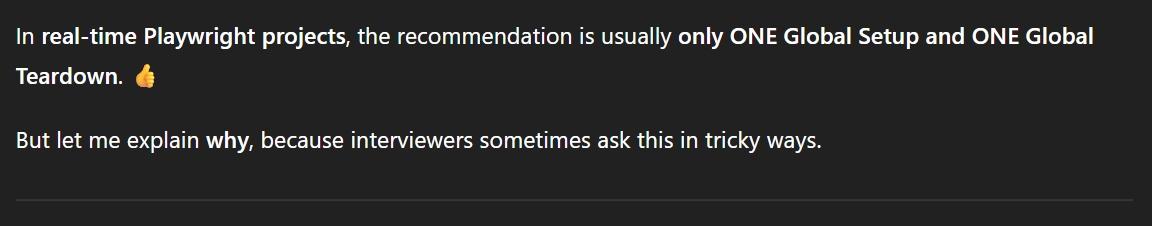 In real-time Playwright projects, the recommendation is usually only ONE Global Setup and ONE Global
Teardown. 👍
But let me explain why, because interviewers sometimes ask this in tricky ways.